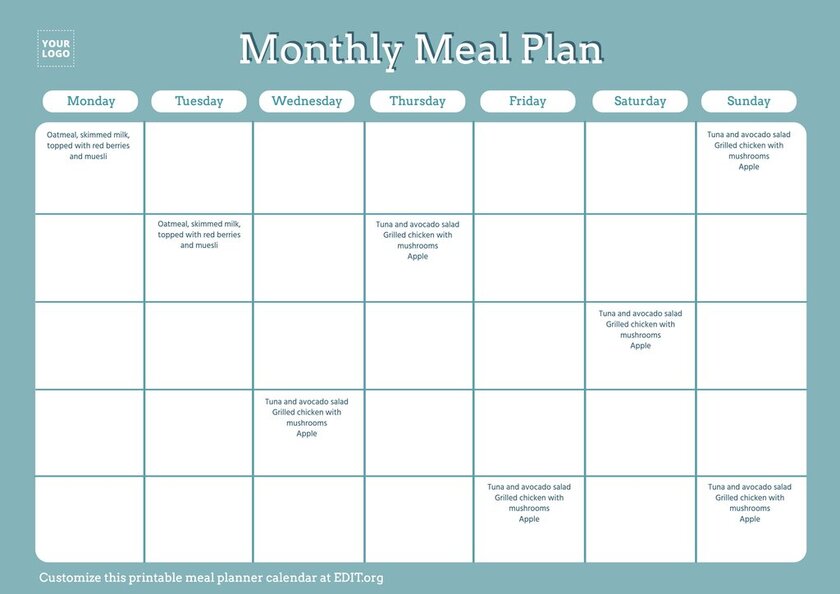 YOUR
LOGO
Monthly Meal Plan
Monday Tuesday Wednesday Thursday Friday Saturday Sunday
Oatmeal, skimmed milk,
topped with red berries
and muesli
Tuna and avocado salad
Grilled chicken with
mushrooms
Apple
Oatmeal, skimmed milk,
topped with red berries
and muesli
Tuna and avocado salad
Grilled chicken with
mushrooms
Apple
Tuna and avocado salad
Grilled chicken with
mushrooms
Apple
Tuna and avocado salad
Grilled chicken with
mushrooms
Apple
Tuna and avocado salad
Grilled chicken with
mushrooms
Apple
Tuna and avocado salad
Grilled chicken with
mushrooms
Apple
Customize this printable meal planner calendar at EDIT.org